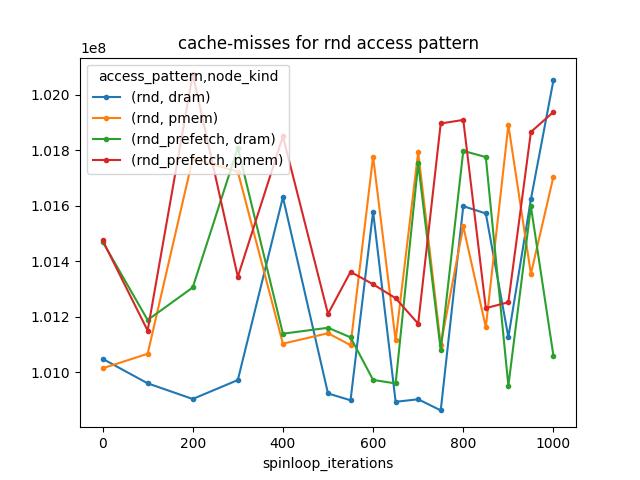 cache-misses for rnd access pattern
1e8
access_pattern,node_kind
(rnd, dram)
(rnd, pmem)
(rnd_prefetch, dram)
(rnd_prefetch, pmem)
1.020
1.018
1.016
1.014
1.012
1.010
0 200 400 600 800 1000
spinloop_iterations